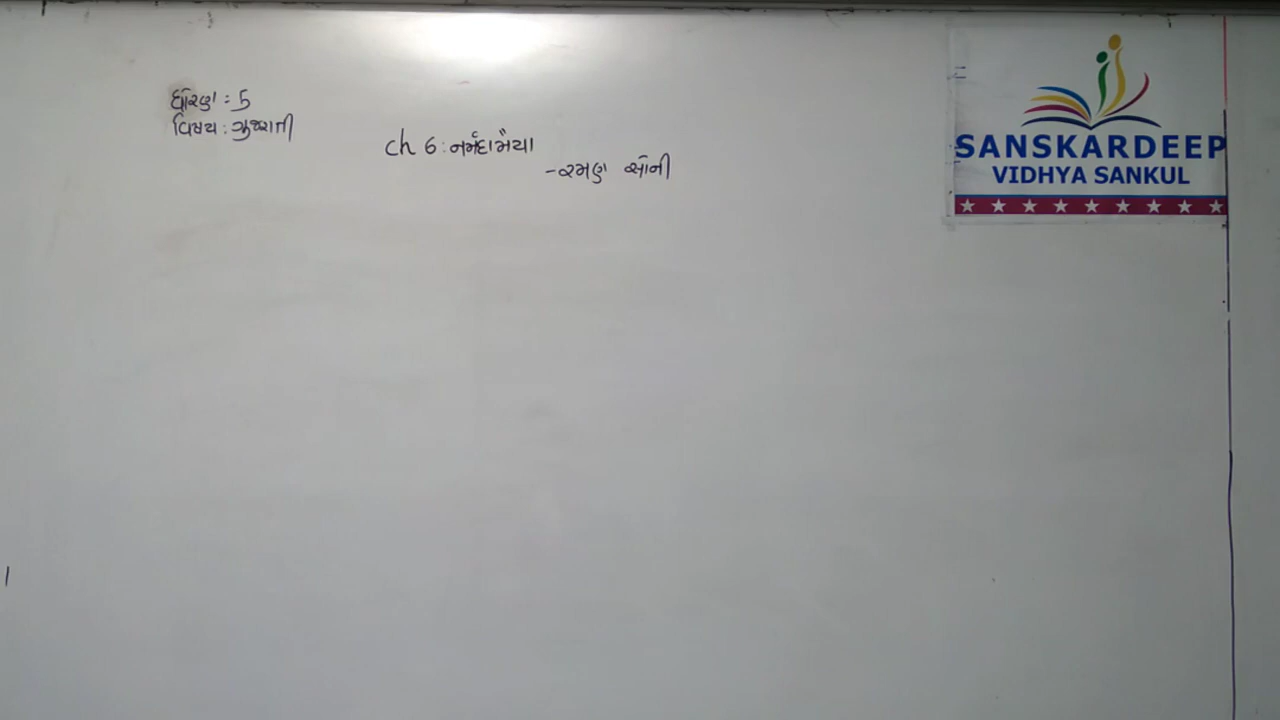 ધોરણ : 5
વિષય : ગુજરાતી
ch 6 : નર્મદામૈયા
- રમણ સોની
SANSKARDEEP
VIDHYA SANKUL